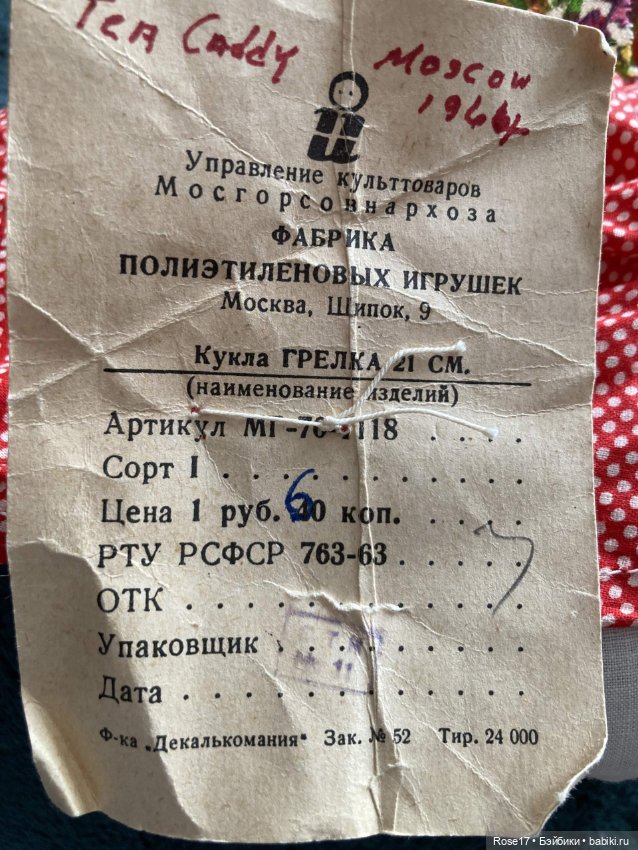 Tea Caddy Moscow
1966
Управление культтоваров
Мосгорсовнархоза
ФАБРИКА
ПОЛИЭТИЛЕНОВЫХ ИГРУШЕК
Москва, Щипок, 9
Кукла ГРЕЛКА 21 СМ.
(наименование изделий)
Артикул
Сорт I . . . . . . . . . . .
Цена 1 руб. 60 коп. . . . .
РТУ РСФСР 763-63 . . . . .
ОТК . . . . . . . . . . . .
Упаковщик . . . . . . . . .
Дата . . . . . . . . . . . .
Ф-ка „Декалькомания" Зак. № 52 Тир. 24 000
Rose17 • Бэйбики • babiki.ru